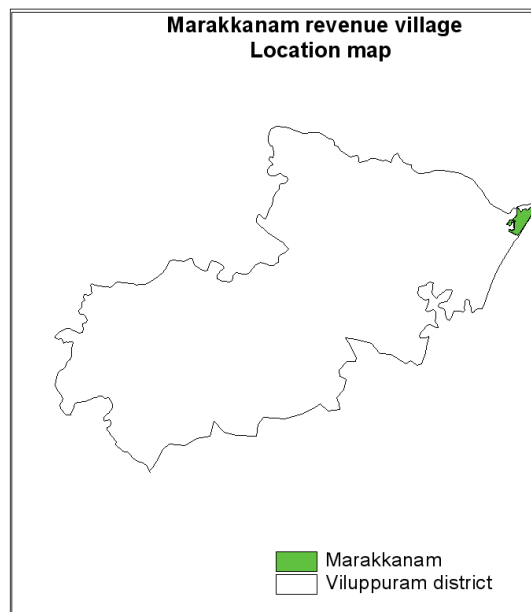 Marakkanam revenue village
Location map
Marakkanam
Viluppuram district